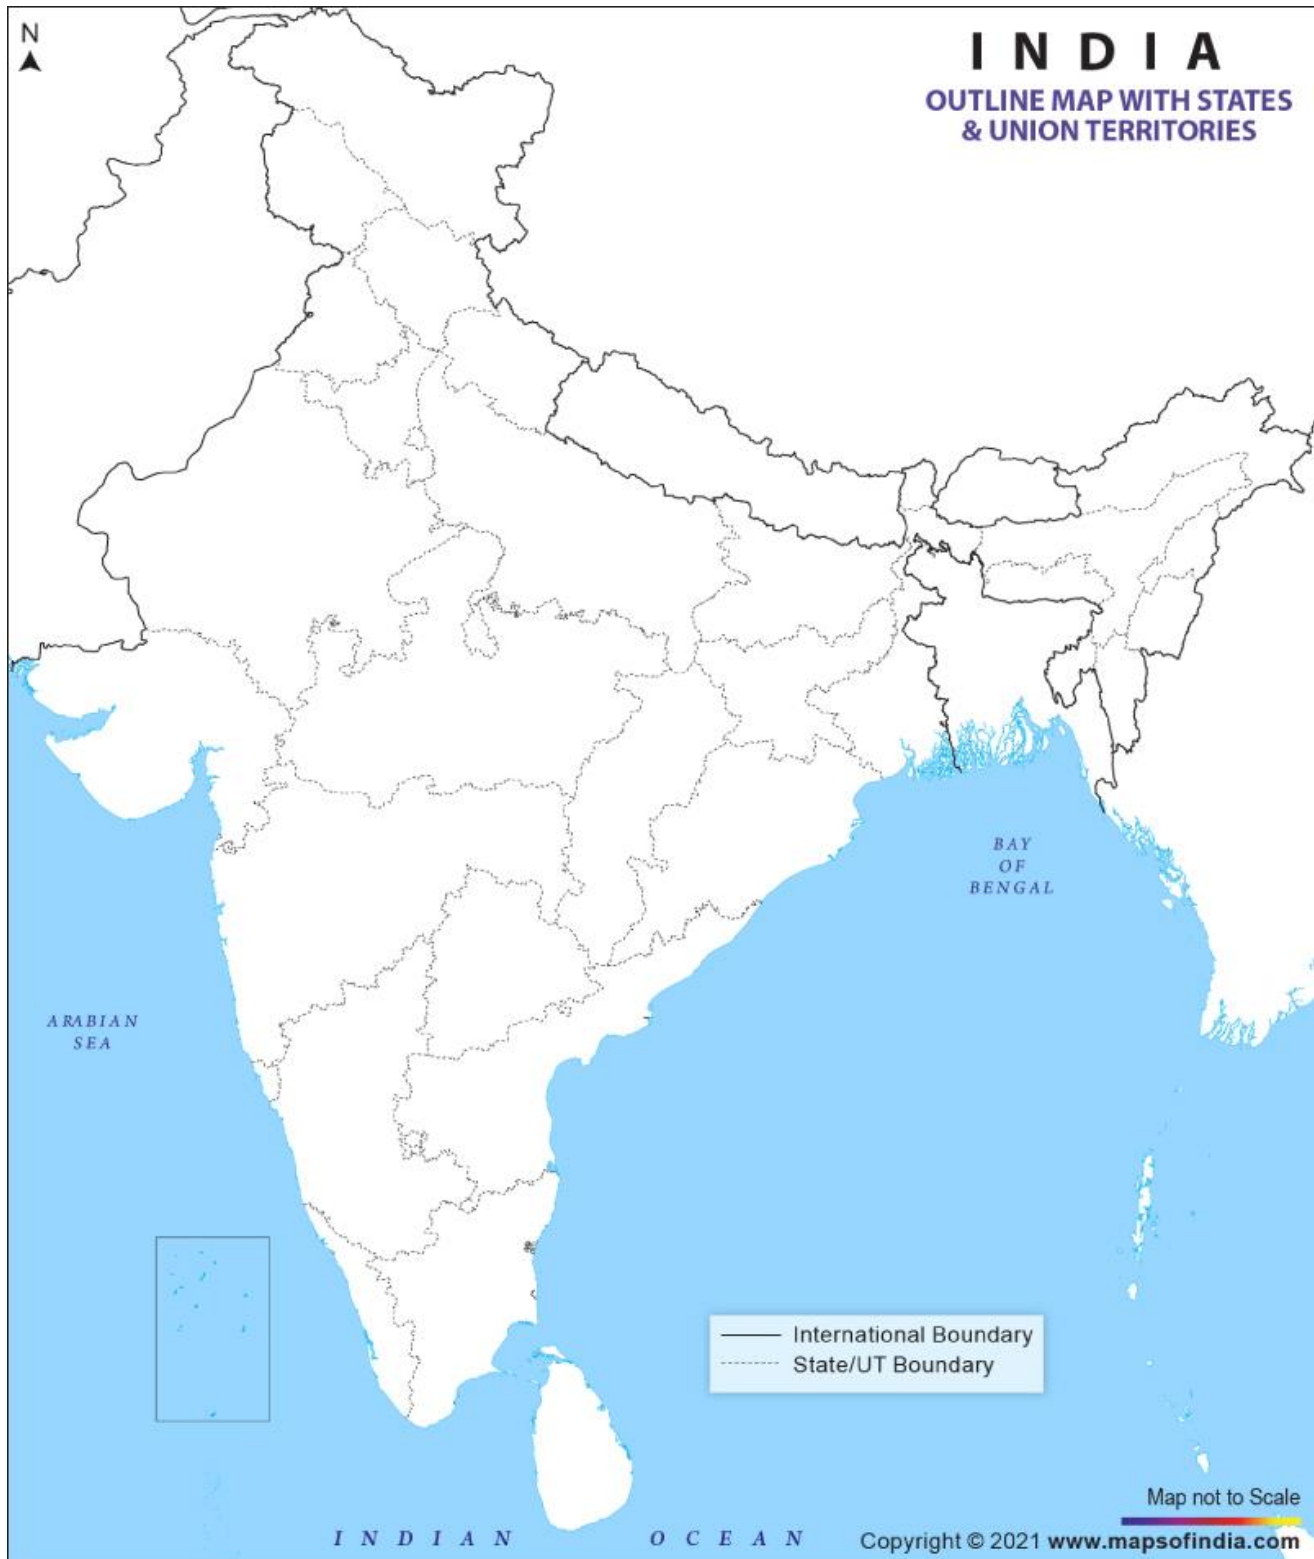 N
I N D I A
OUTLINE MAP WITH STATES
& UNION TERRITORIES
BAY
OF
BENGAL
ARABIAN
SEA
International Boundary
State/UT Boundary
Map not to Scale
INDIAN OCEAN
Copyright © 2021 www.mapsofindia.com